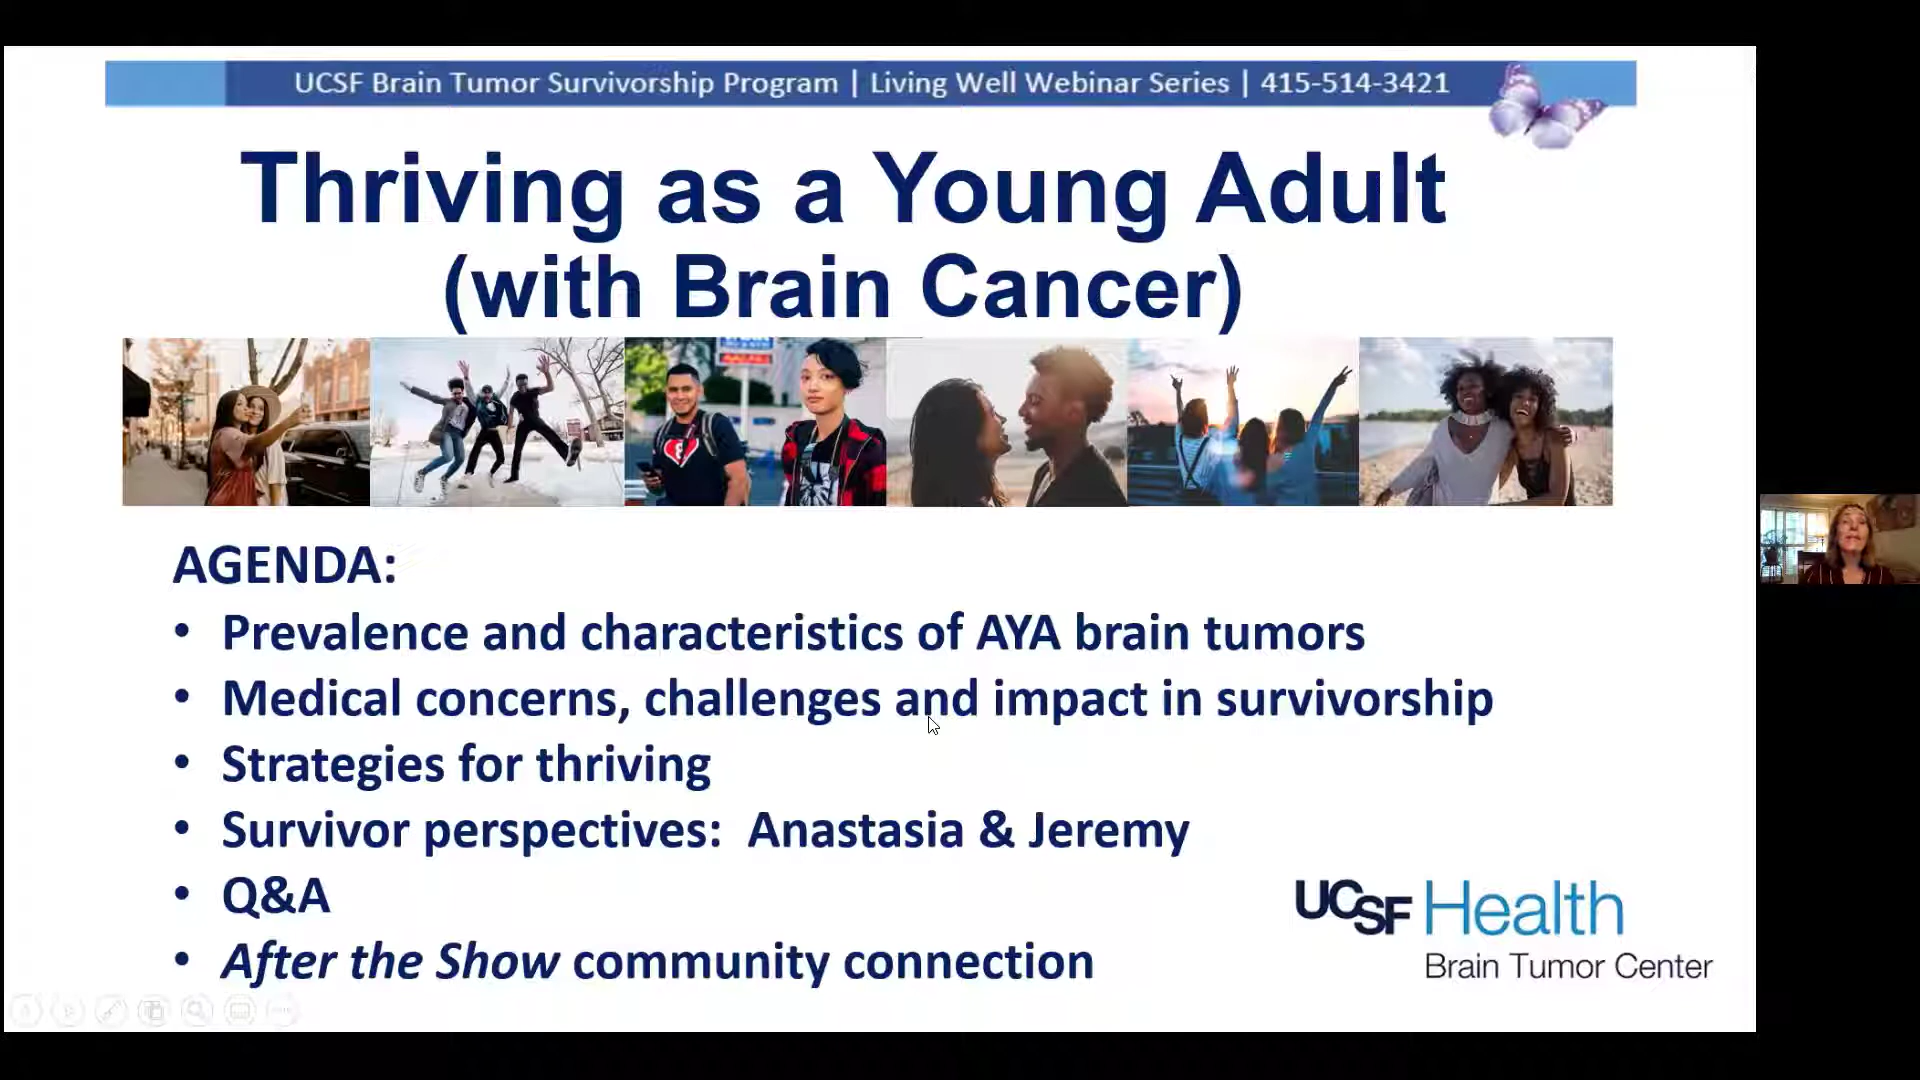 UCSF Brain Tumor Survivorship Program | Living Well Webinar Series | 415-514-3421
Thriving as a Young Adult
(with Brain Cancer)
AGENDA:
• Prevalence and characteristics of AYA brain tumors
• Medical concerns, challenges and impact in survivorship
• Strategies for thriving
• Survivor perspectives: Anastasia & Jeremy
• Q&A
• After the Show community connection
UCSF Health
Brain Tumor Center